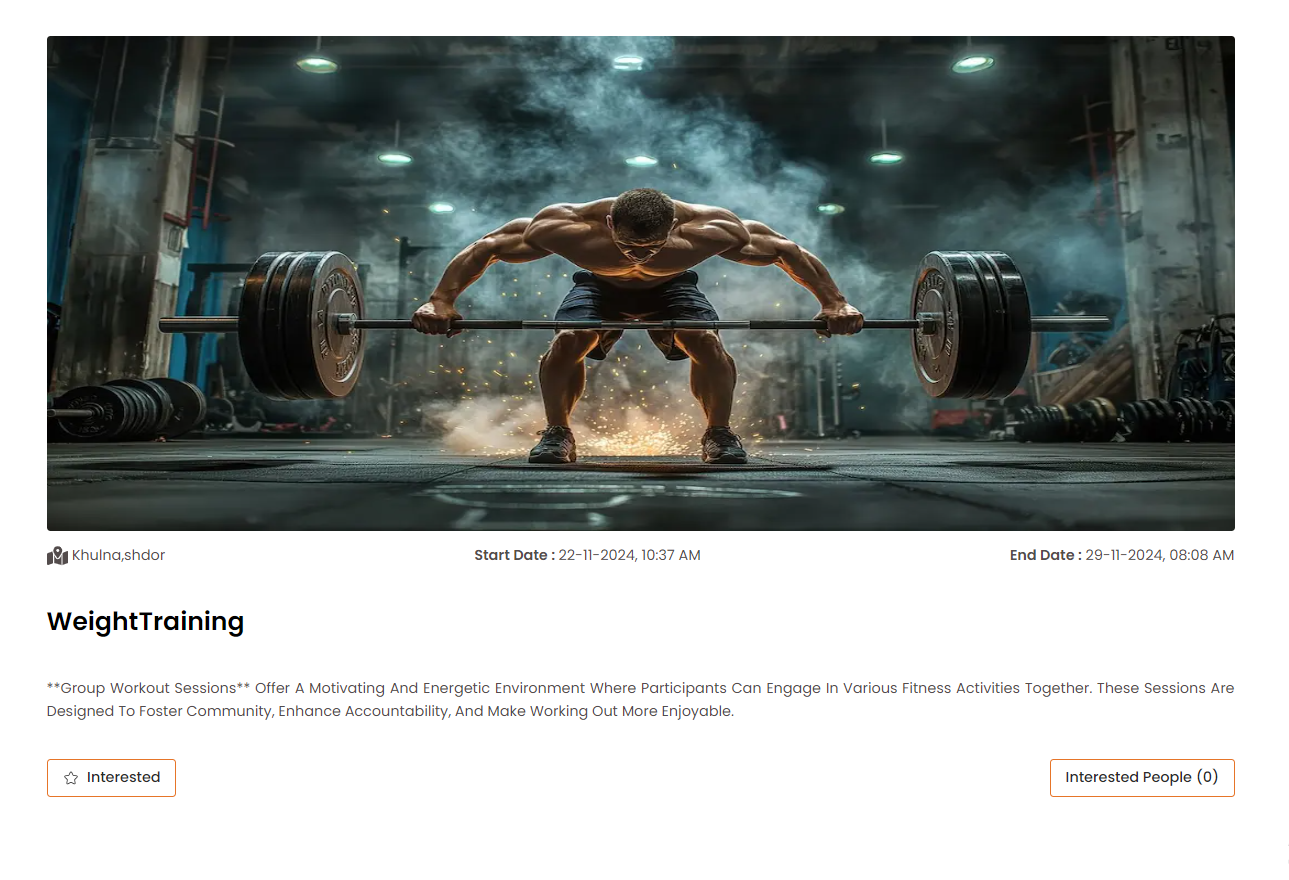 Khulna,shdor
Start Date : 22-11-2024, 10:37 AM
End Date : 29-11-2024, 08:08 AM
WeightTraining
**Group Workout Sessions** Offer A Motivating And Energetic Environment Where Participants Can Engage In Various Fitness Activities Together. These Sessions Are
Designed To Foster Community, Enhance Accountability, And Make Working Out More Enjoyable.
Interested
Interested People (0)